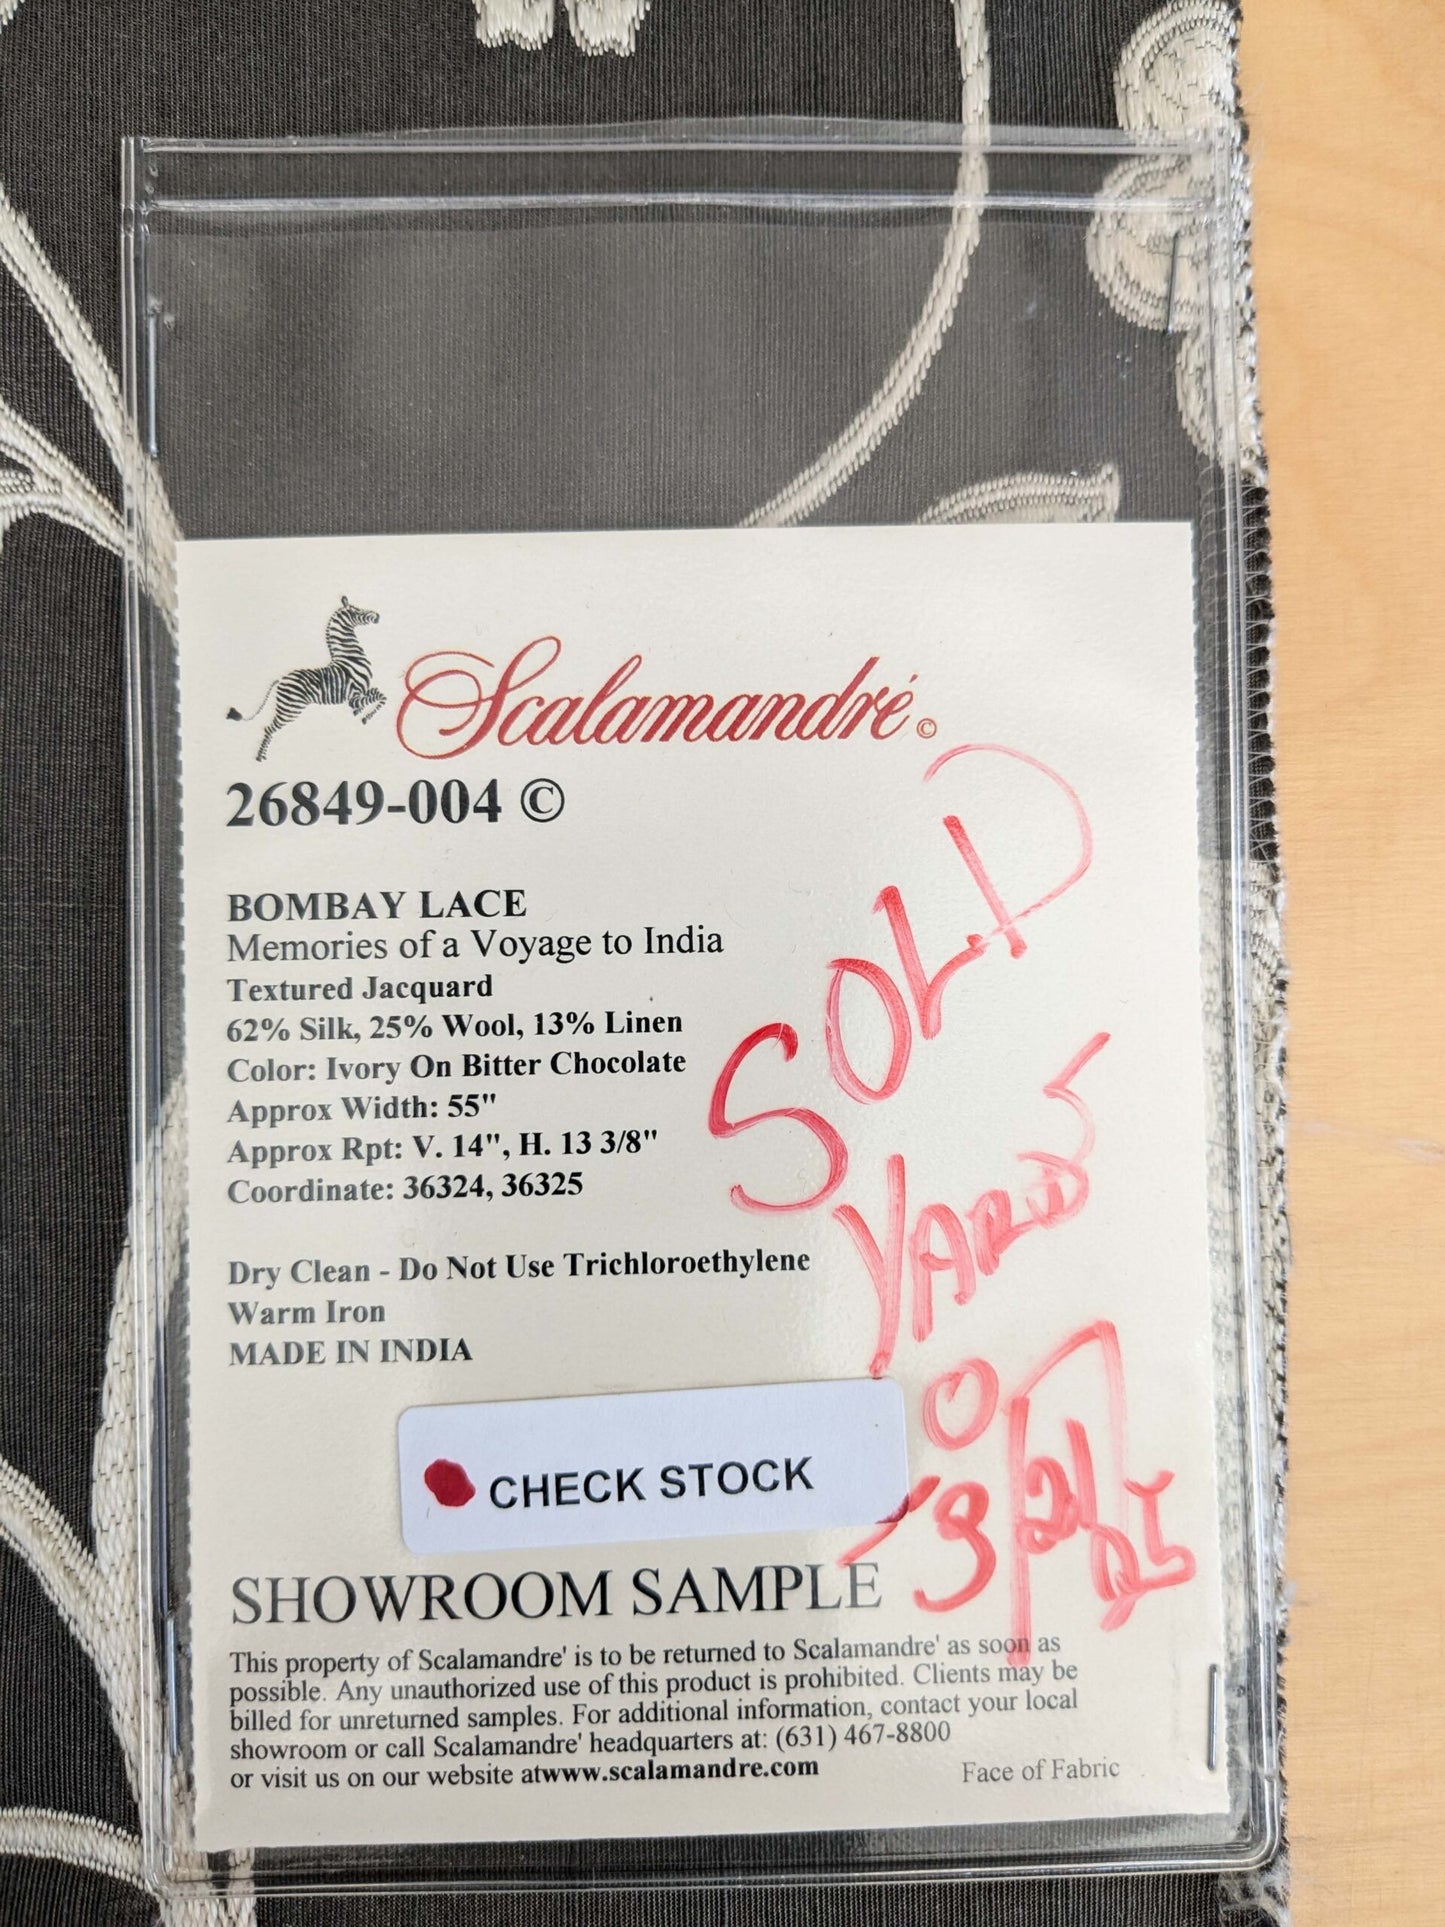 Scalamandré ©
26849-004 ©
BOMBAY LACE
Memories of a Voyage to India
Textured Jacquard
62% Silk, 25% Wool, 13% Linen
Color: Ivory On Bitter Chocolate
Approx Width: 55"
Approx Rpt: V. 14", H. 13 3/8"
Coordinate: 36324, 36325
SOLD
YARDS
0
Dry Clean - Do Not Use Trichloroethylene
Warm Iron
MADE IN INDIA
CHECK STOCK
SHOWROOM SAMPLE
This property of Scalamandre' is to be returned to Scalamandre' as soon as
possible. Any unauthorized use of this product is prohibited. Clients may be
billed for unreturned samples. For additional information, contact your local
showroom or call Scalamandre' headquarters at: (631) 467-8800
or visit us on our website atwww.scalamandre.com
Face of Fabric